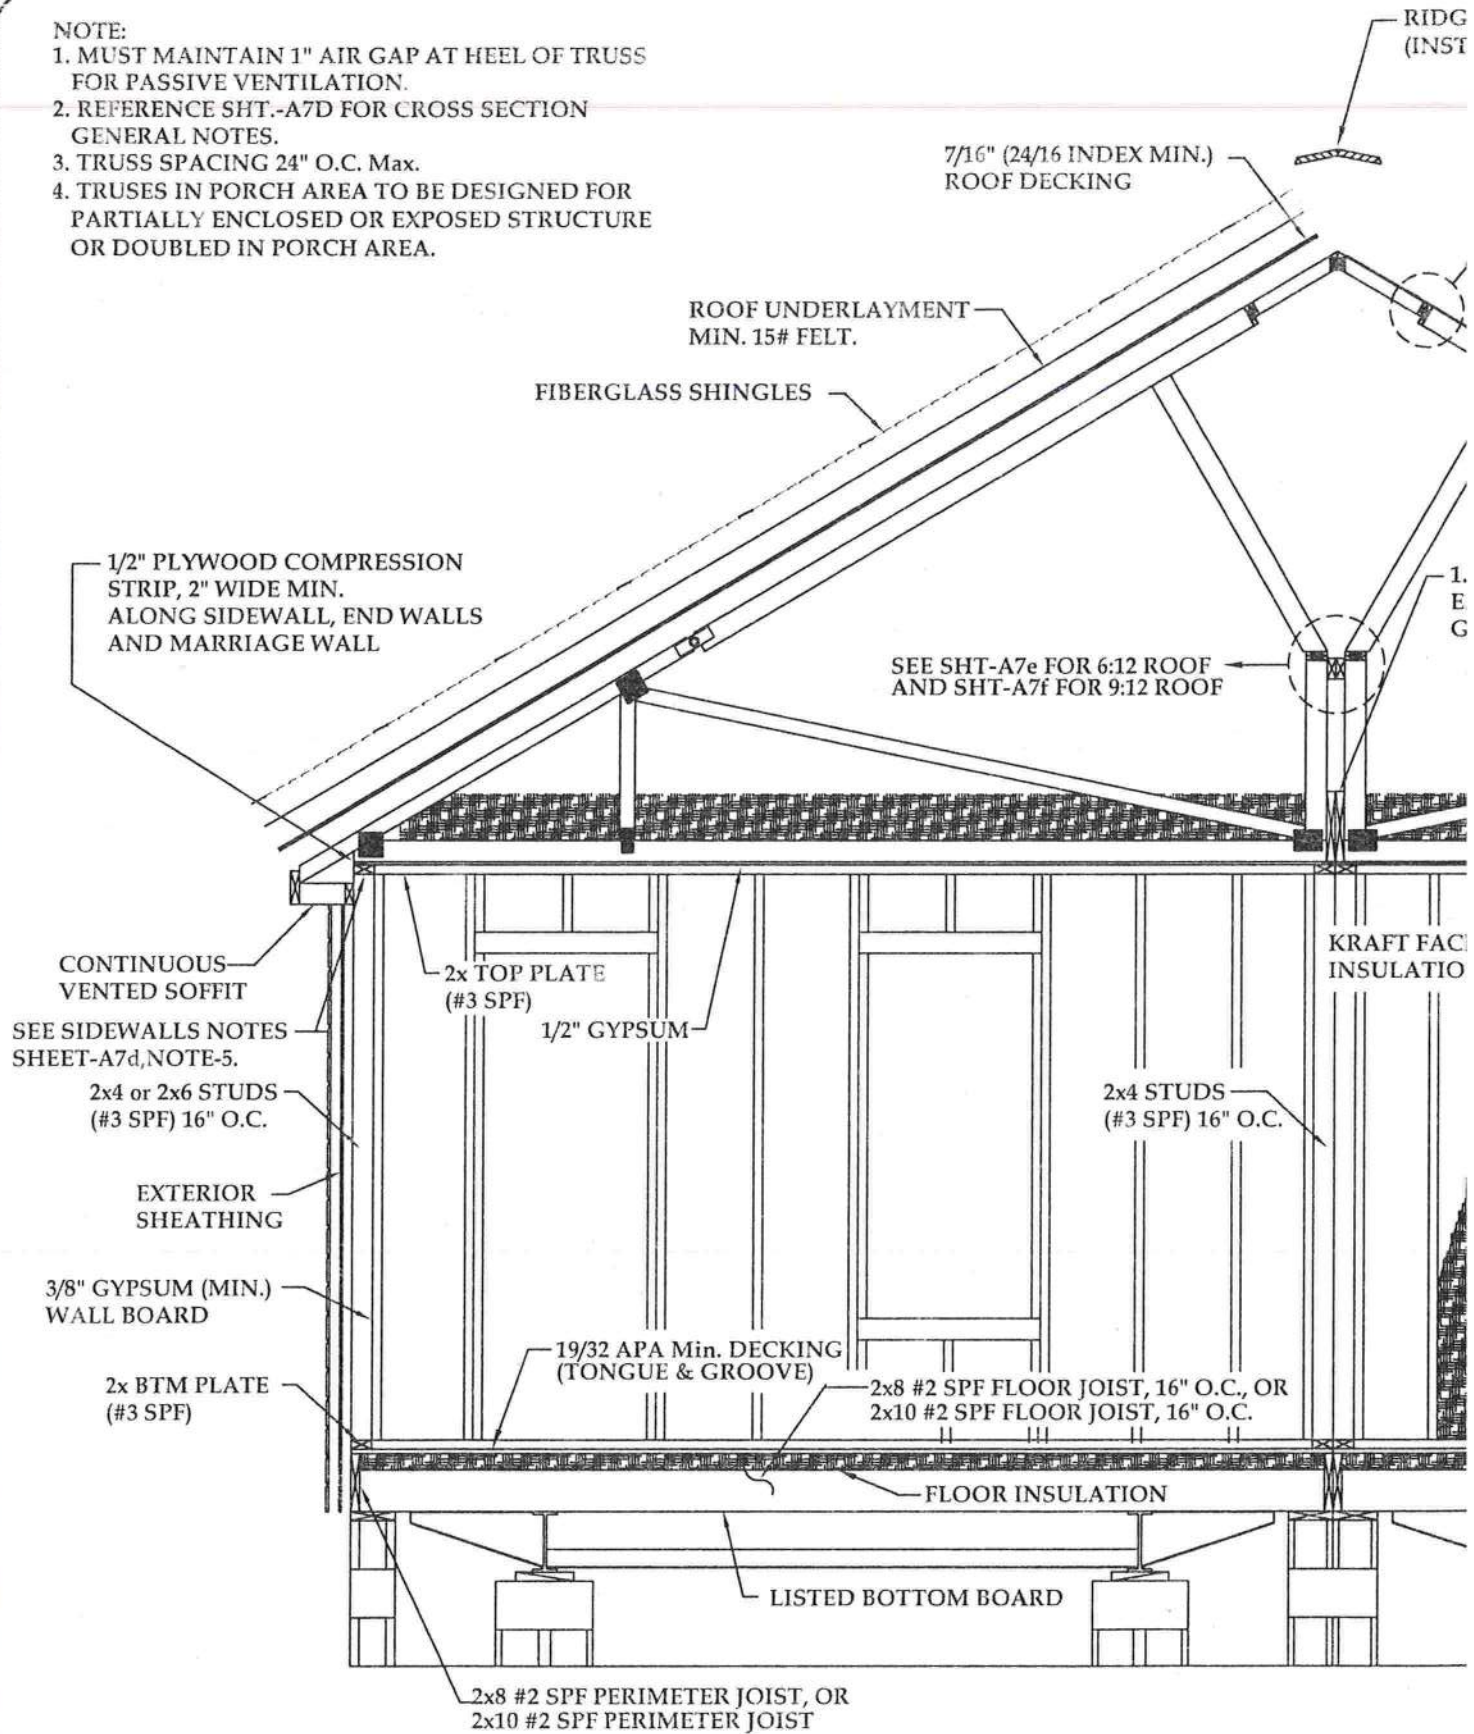 NOTE:
1. MUST MAINTAIN 1" AIR GAP AT HEEL OF TRUSS
FOR PASSIVE VENTILATION.
2. REFERENCE SHT.-A7D FOR CROSS SECTION
GENERAL NOTES.
3. TRUSS SPACING 24" O.C. Max.
4. TRUSES IN PORCH AREA TO BE DESIGNED FOR
PARTIALLY ENCLOSED OR EXPOSED STRUCTURE
OR DOUBLED IN PORCH AREA.
RIDG
(INST
7/16" (24/16 INDEX MIN.)
ROOF DECKING
ROOF UNDERLAYMENT
MIN. 15# FELT.
FIBERGLASS SHINGLES
1/2" PLYWOOD COMPRESSION
STRIP, 2" WIDE MIN.
ALONG SIDEWALL, END WALLS
AND MARRIAGE WALL
1.
E
G
SEE SHT-A7e FOR 6:12 ROOF
AND SHT-A7f FOR 9:12 ROOF
CONTINUOUS
VENTED SOFFIT
2x TOP PLATE
(#3 SPF)
1/2" GYPSUM
KRAFT FAC
INSULATIO
SEE SIDEWALLS NOTES
SHEET-A7d,NOTE-5.
2x4 or 2x6 STUDS
(#3 SPF) 16" O.C.
2x4 STUDS
(#3 SPF) 16" O.C.
EXTERIOR
SHEATHING
3/8" GYPSUM (MIN.)
WALL BOARD
19/32 APA Min. DECKING
(TONGUE & GROOVE)
2x BTM PLATE
(#3 SPF)
2x8 #2 SPF FLOOR JOIST, 16" O.C., OR
2x10 #2 SPF FLOOR JOIST, 16" O.C.
FLOOR INSULATION
LISTED BOTTOM BOARD
2x8 #2 SPF PERIMETER JOIST, OR
2x10 #2 SPF PERIMETER JOIST